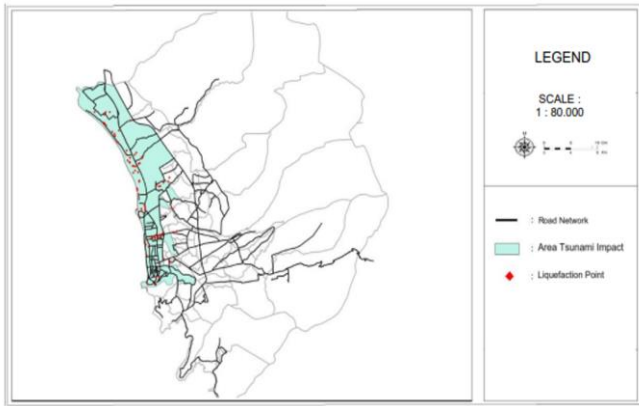 LEGEND
SCALE :
1 : 80.000
: Road Network
: Area Tsunami Impact
: Liquefaction Point